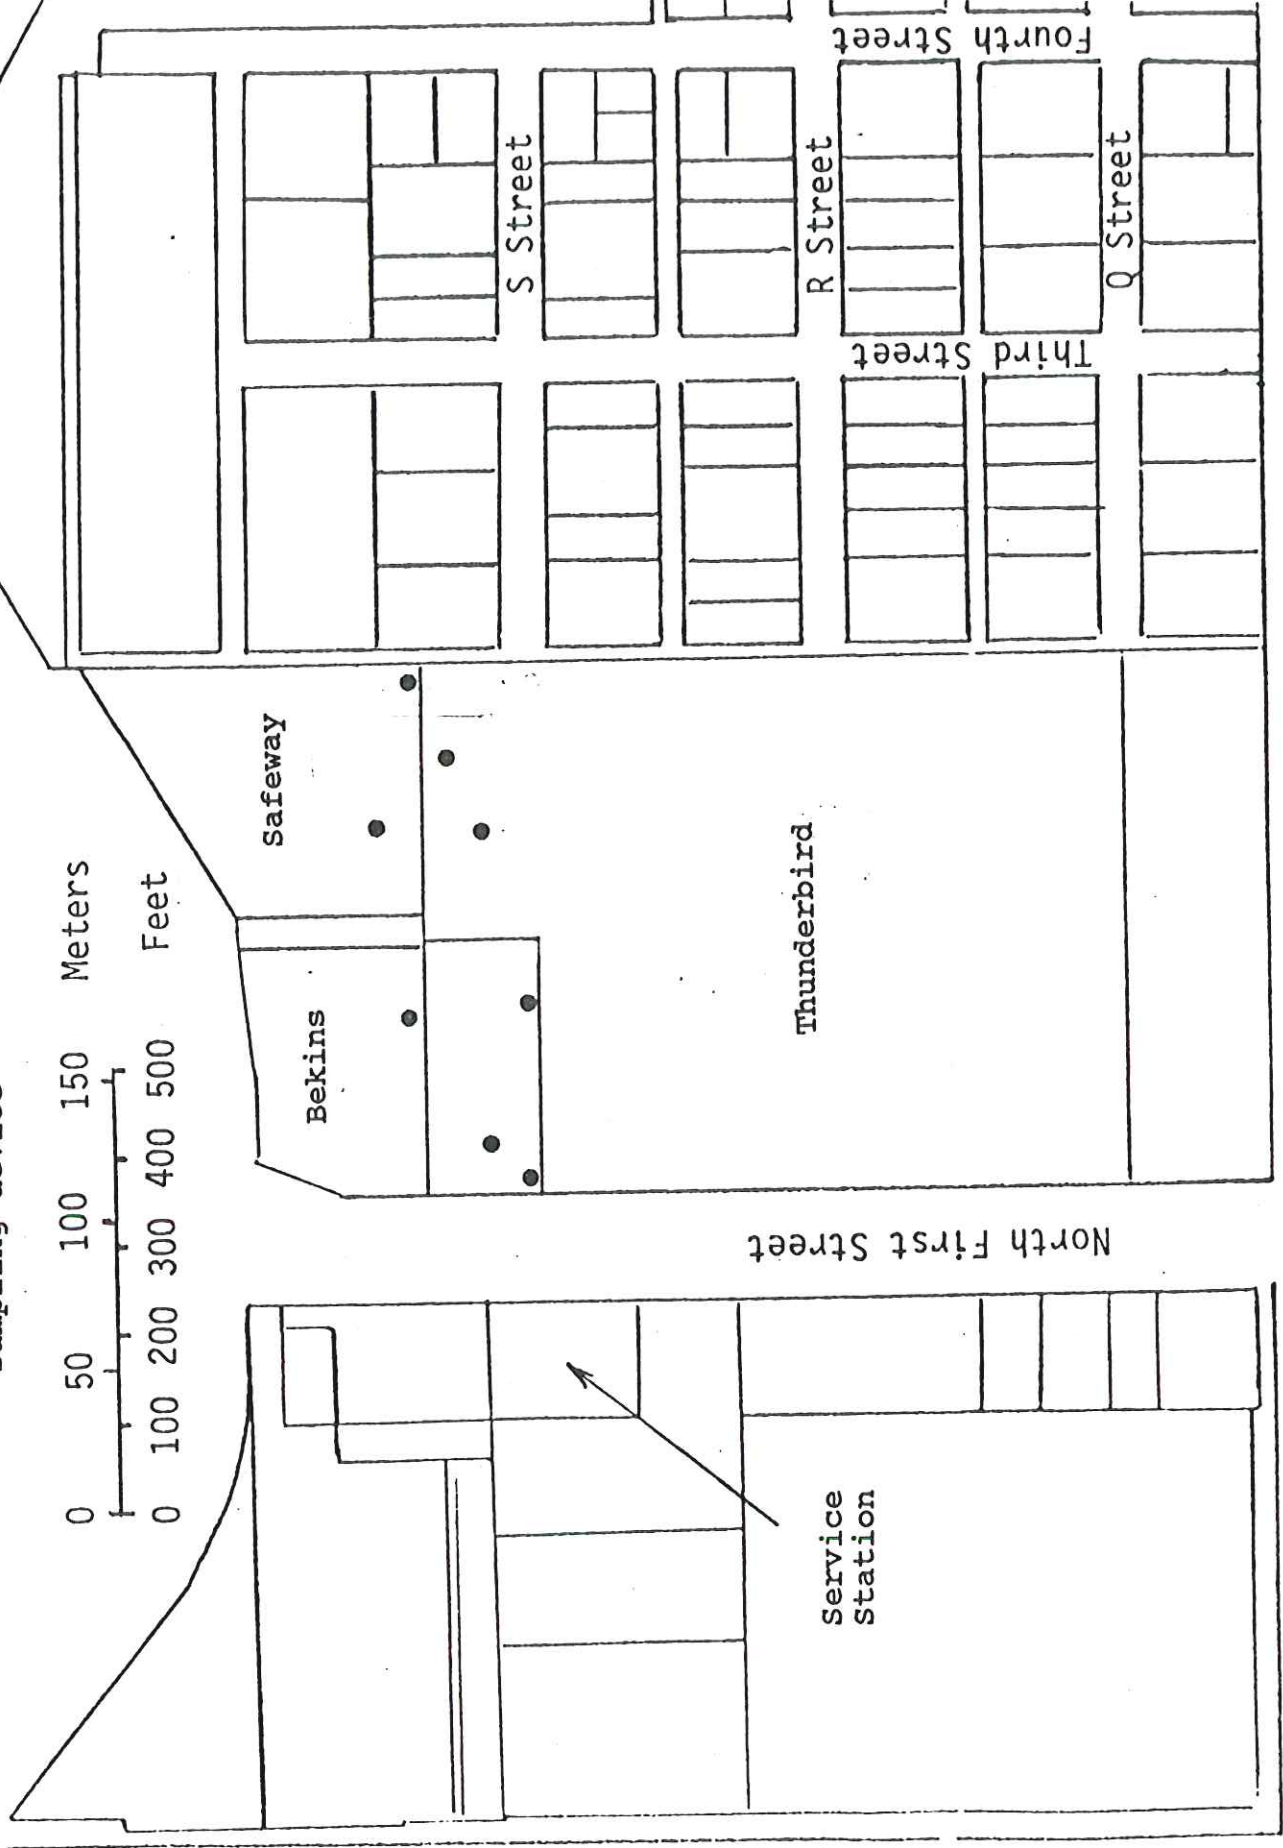 Meters
0 50 100 150
0 100 200 300 400 500
Feet
Safeway
Bekins
Thunderbird
Service
Station
North First Street
Third Street
Fourth Street
S Street
R Street
Q Street